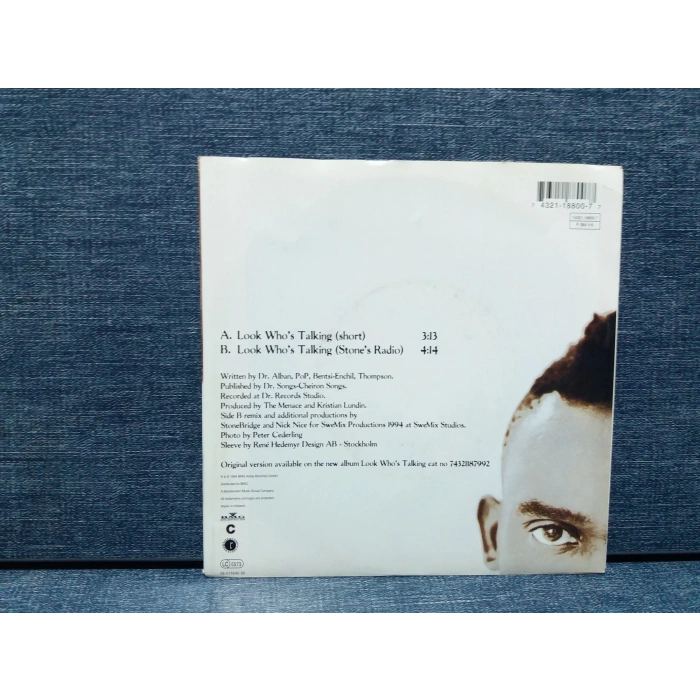 7 4321-18800-7 7
A. Look Who's Talking (short) 3:13
B. Look Who's Talking (Stone's Radio) 4:14
Written by Dr. Alban, PoP, Bentsi-Enchil, Thompson.
Published by Dr. Songs-Cheiron Songs.
Recorded at Dr. Records Studio.
Produced by The Menace and Kristian Lundin.
Side B remix and additional productions by
StoneBridge and Nick Nice for SweMix Productions 1994 at SweMix Studios.
Photo by Peter Cederling
Sleeve by René Hedemyr Design AB - Stockholm
Original version available on the new album Look Who's Talking cat no 74321187992
BMG
C
LC